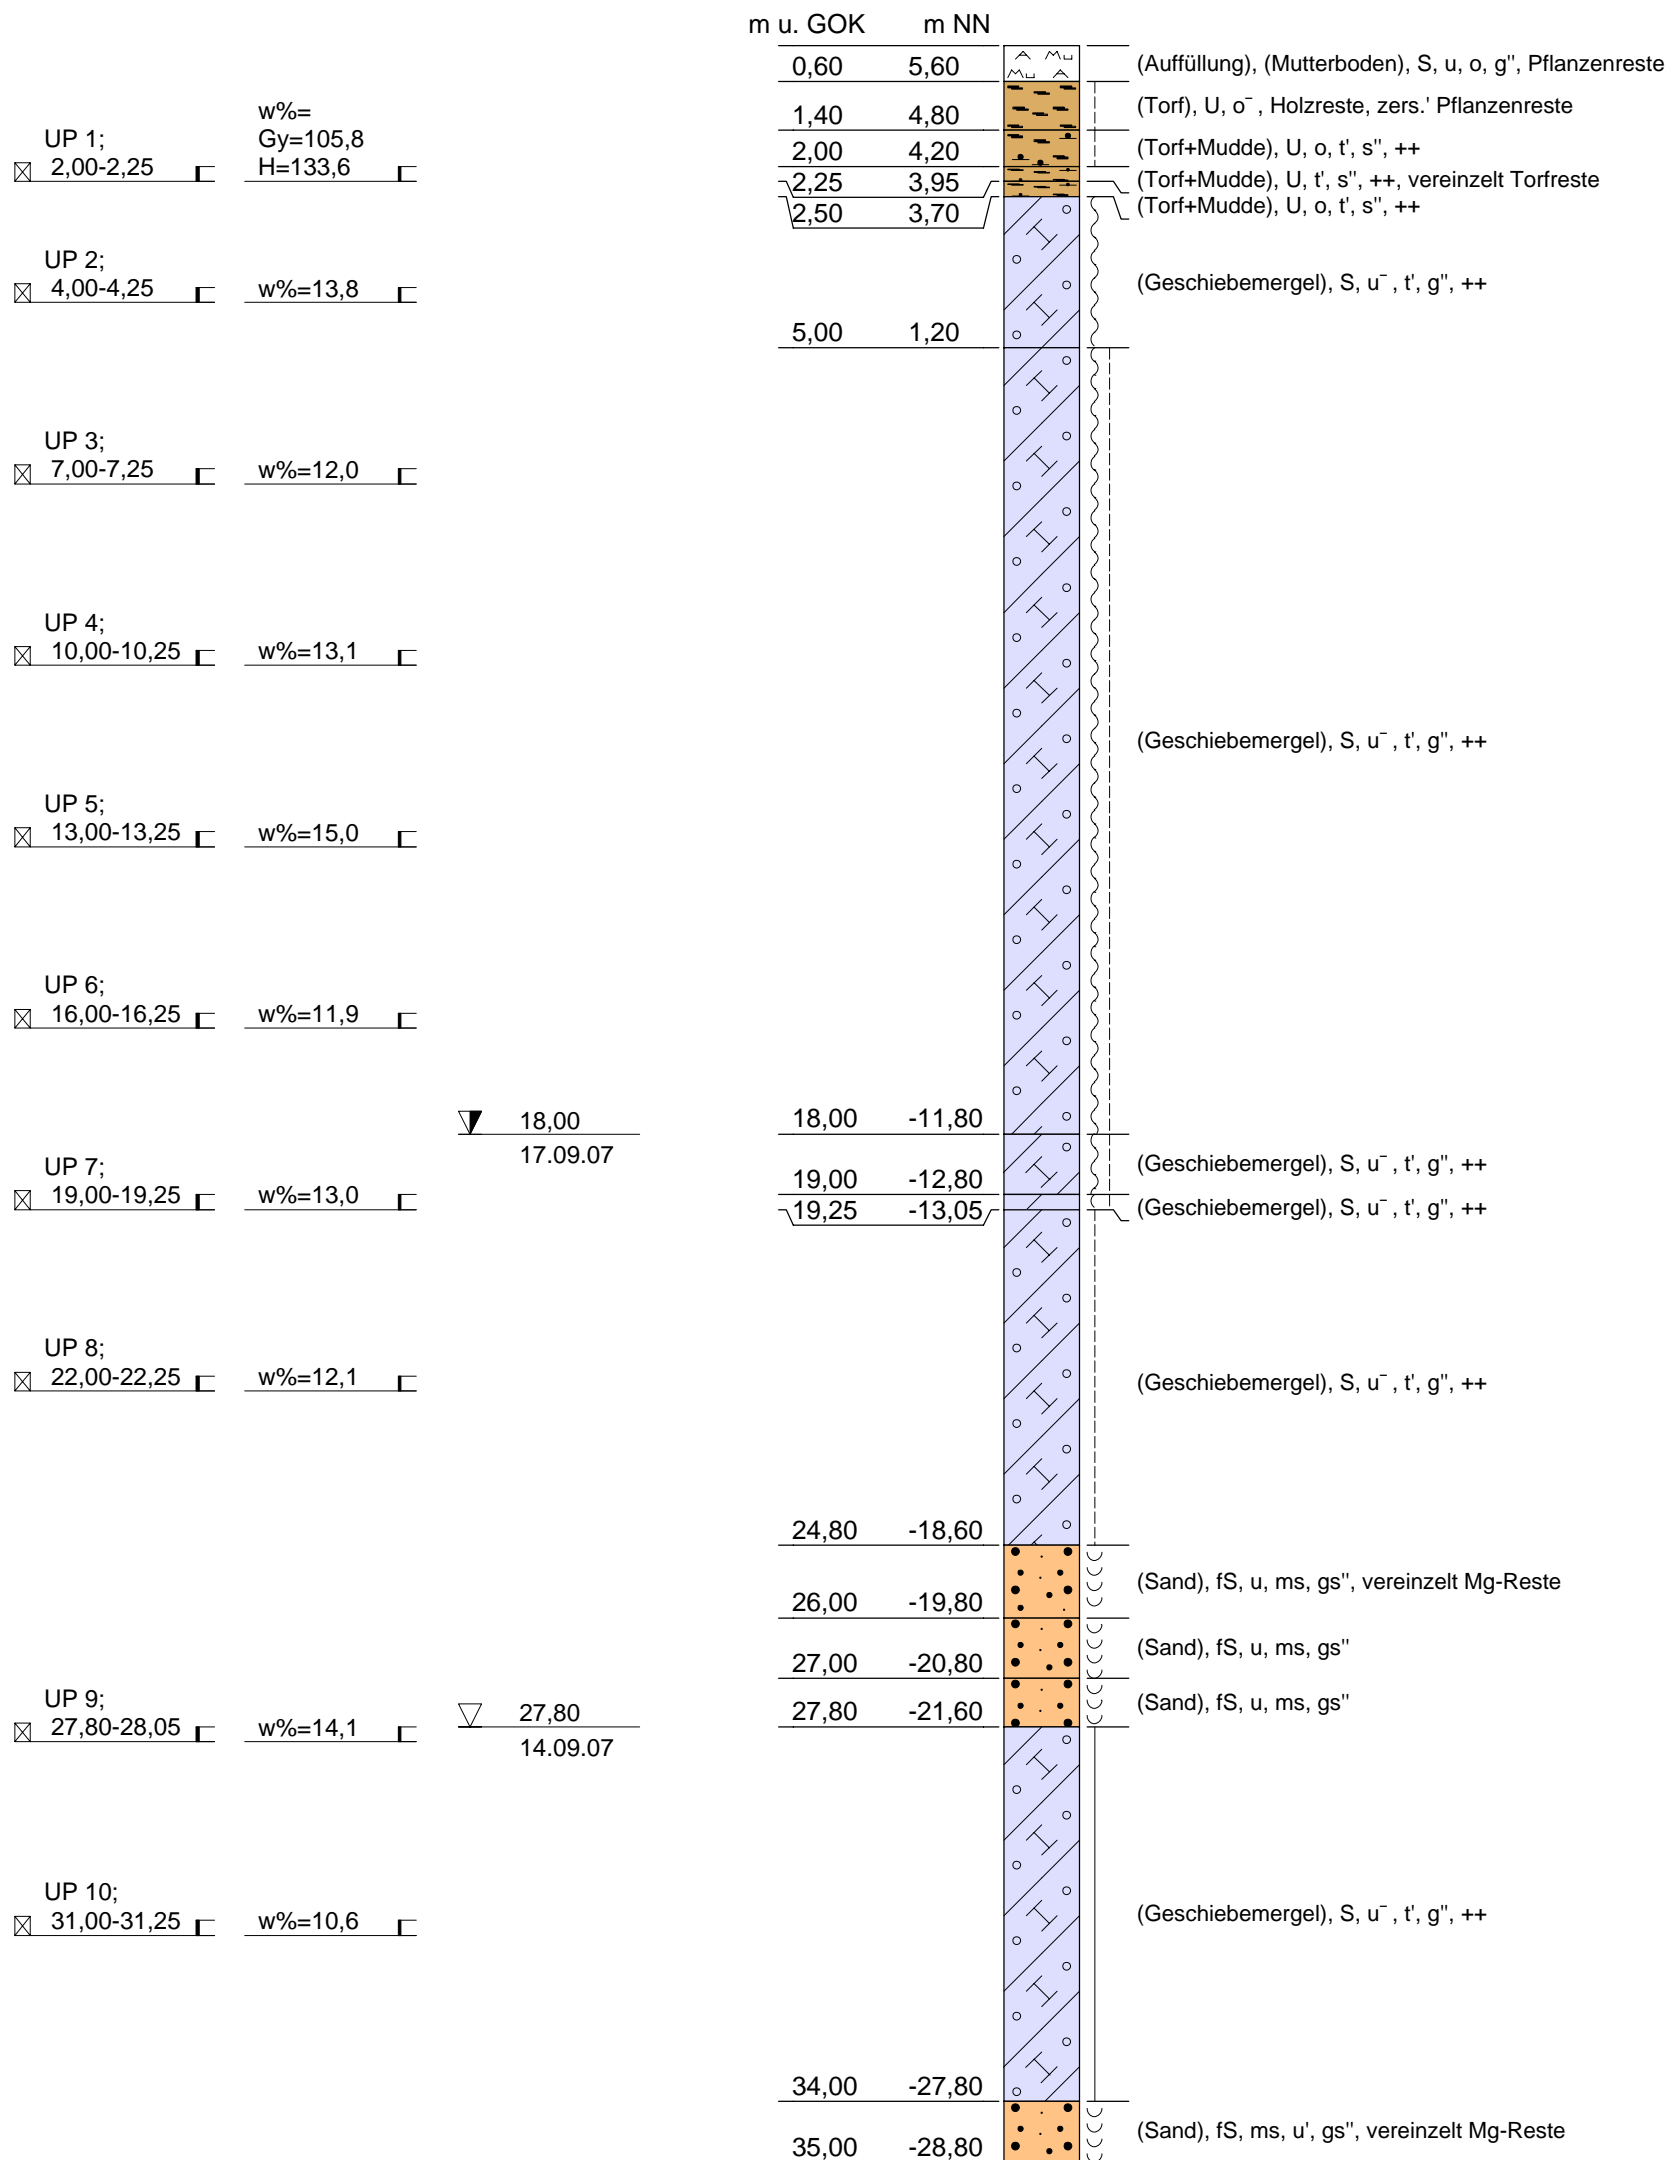 m u. GOK m NN
0,60 5,60 (Auffüllung), (Mutterboden), S, u, o, g'', Pflanzenreste
A Mu
Mu A
1,40 4,80 (Torf), U, oˉ , Holzreste, zers.' Pflanzenreste
2,00 4,20 (Torf+Mudde), U, o, t', s'', ++
2,25 3,95 (Torf+Mudde), U, t', s'', ++, vereinzelt Torfreste
2,50 3,70 (Torf+Mudde), U, o, t', s'', ++
UP 1;
2,00-2,25
w%=
Gy=105,8
H=133,6
UP 2;
4,00-4,25 w%=13,8
(Geschiebemergel), S, uˉ , t', g'', ++
5,00 1,20
UP 3;
7,00-7,25 w%=12,0
UP 4;
10,00-10,25 w%=13,1
(Geschiebemergel), S, uˉ , t', g'', ++
UP 5;
13,00-13,25 w%=15,0
UP 6;
16,00-16,25 w%=11,9
18,00
17.09.07
18,00 -11,80
UP 7;
19,00-19,25 w%=13,0
(Geschiebemergel), S, uˉ , t', g'', ++
19,00 -12,80
19,25 -13,05 (Geschiebemergel), S, uˉ , t', g'', ++
UP 8;
22,00-22,25 w%=12,1
(Geschiebemergel), S, uˉ , t', g'', ++
24,80 -18,60
(Sand), fS, u, ms, gs'', vereinzelt Mg-Reste
26,00 -19,80
(Sand), fS, u, ms, gs''
27,00 -20,80
(Sand), fS, u, ms, gs''
27,80 -21,60
UP 9;
27,80-28,05 w%=14,1
27,80
14.09.07
UP 10;
31,00-31,25 w%=10,6
(Geschiebemergel), S, uˉ , t', g'', ++
34,00 -27,80
(Sand), fS, ms, u', gs'', vereinzelt Mg-Reste
35,00 -28,80